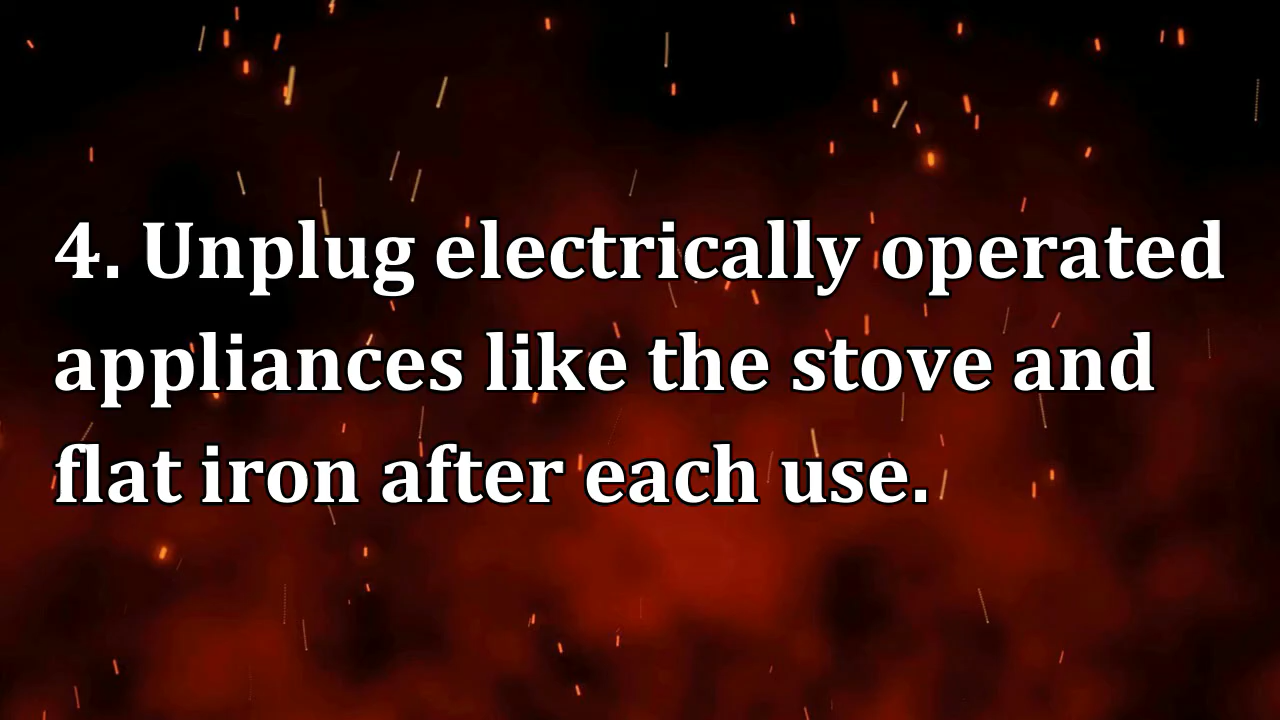 4. Unplug electrically operated
appliances like the stove and
flat iron after each use.